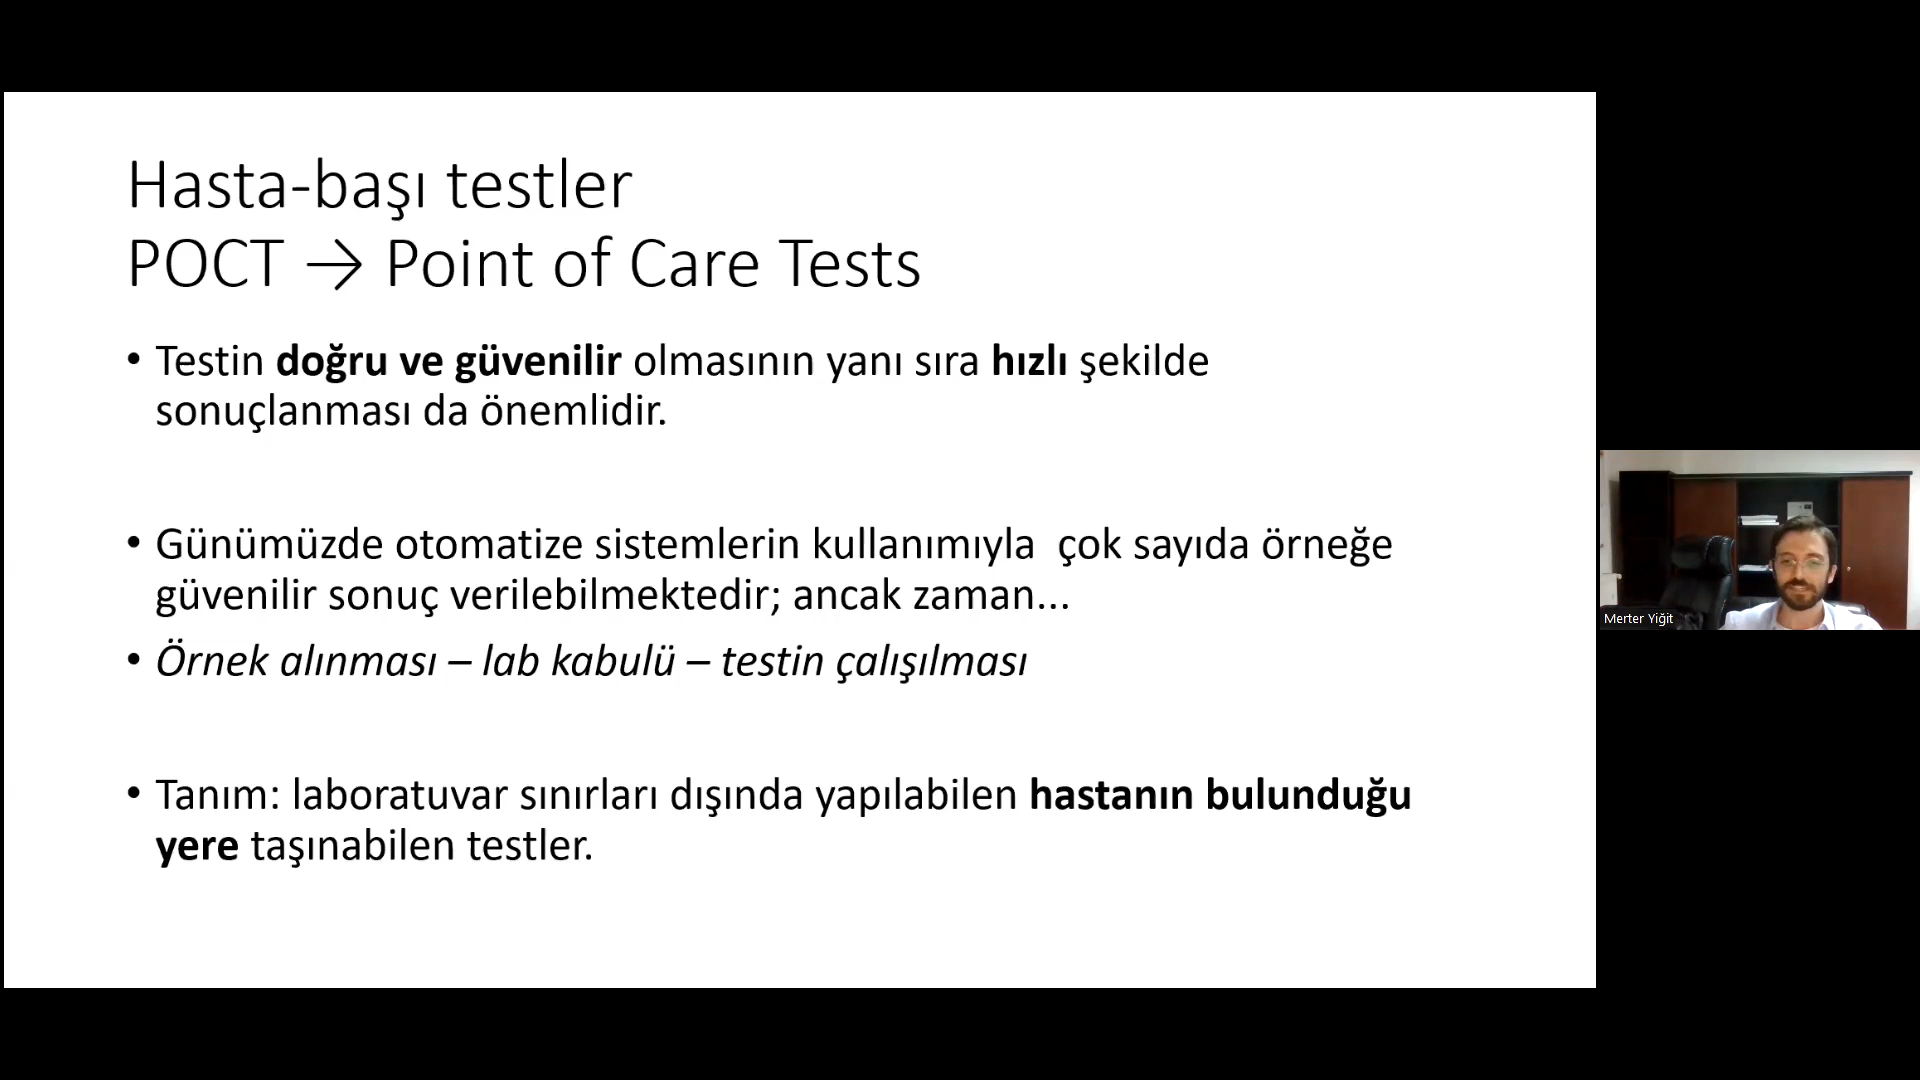 Hasta-başı testler
POCT → Point of Care Tests
• Testin doğru ve güvenilir olmasının yanı sıra hızlı şekilde
sonuçlanması da önemlidir.
• Günümüzde otomatize sistemlerin kullanımıyla  çok sayıda örneğe
güvenilir sonuç verilebilmektedir; ancak zaman...
• Örnek alınması – lab kabulü – testin çalışılması
• Tanım: laboratuvar sınırları dışında yapılabilen hastanın bulunduğu
yere taşınabilen testler.
Merter Yiğit